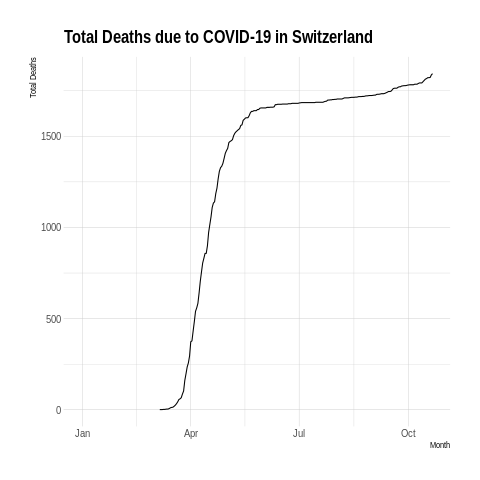 Total Deaths due to COVID-19 in Switzerland
Total Deaths
1500
1000
500
0
Jan Apr Jul Oct
Month